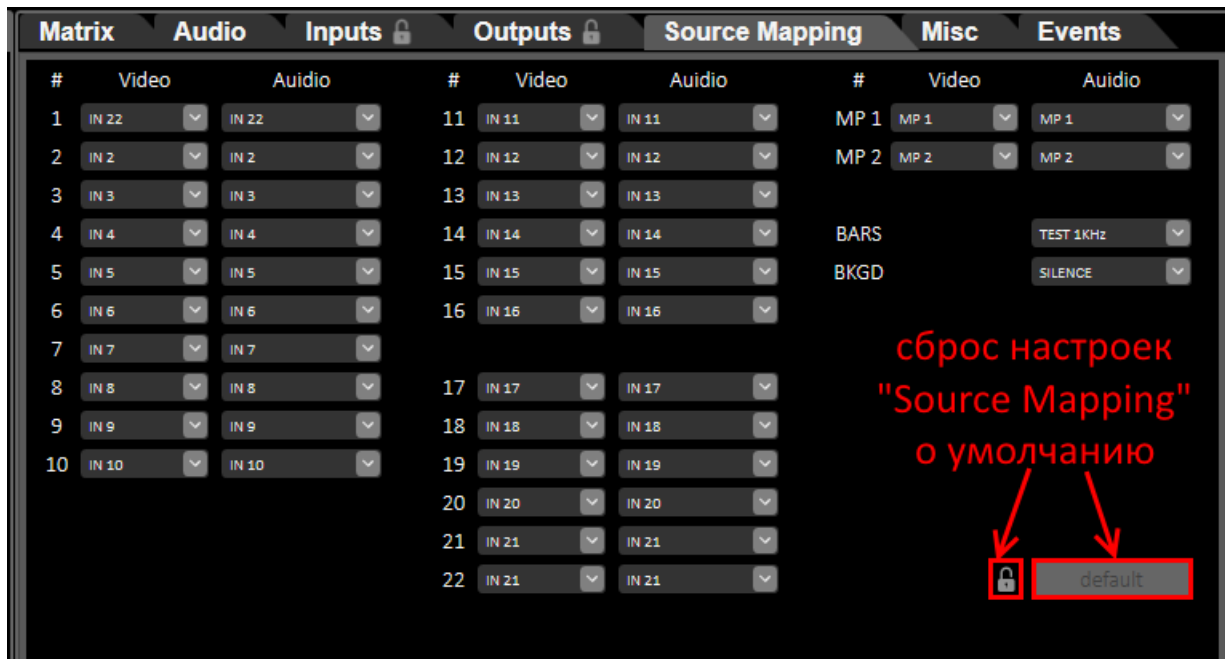 Matrix Audio Inputs Outputs Source Mapping Misc Events
# Video Auidio # Video Auidio # Video Auidio
1 IN 22 IN 22 11 IN 11 IN 11 MP 1 MP 1 MP 1
2 IN 2 IN 2 12 IN 12 IN 12 MP 2 MP 2 MP 2
3 IN 3 IN 3 13 IN 13 IN 13
4 IN 4 IN 4 14 IN 14 IN 14 BARS TEST 1KHz
5 IN 5 IN 5 15 IN 15 IN 15 BKGD SILENCE
6 IN 6 IN 6 16 IN 16 IN 16
7 IN 7 IN 7 сброс настроек
8 IN 8 IN 8 17 IN 17 IN 17 "Source Mapping"
9 IN 9 IN 9 18 IN 18 IN 18
10 IN 10 IN 10 19 IN 19 IN 19 о умолчанию
20 IN 20 IN 20
21 IN 21 IN 21
22 IN 21 IN 21 default